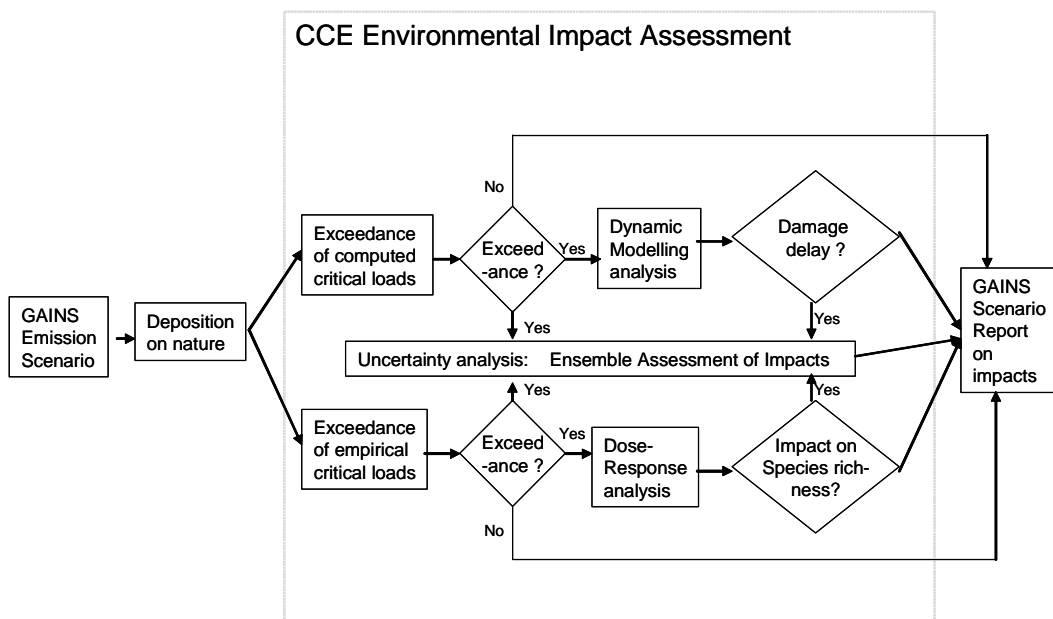 CCE Environmental Impact Assessment
No
Exceedance
of computed
critical loads
Exceed
-ance ?
Yes
Dynamic
Modelling
analysis
Damage
delay ?
GAINS
Emission
Scenario
Deposition
on nature
Yes
Yes
Uncertainty analysis: Ensemble Assessment of Impacts
GAINS
Scenario
Report
on
impacts
Yes
Yes
Exceedance
of empirical
critical loads
Exceed
-ance ?
Yes
Dose-
Response
analysis
Impact on
Species rich-
ness?
No